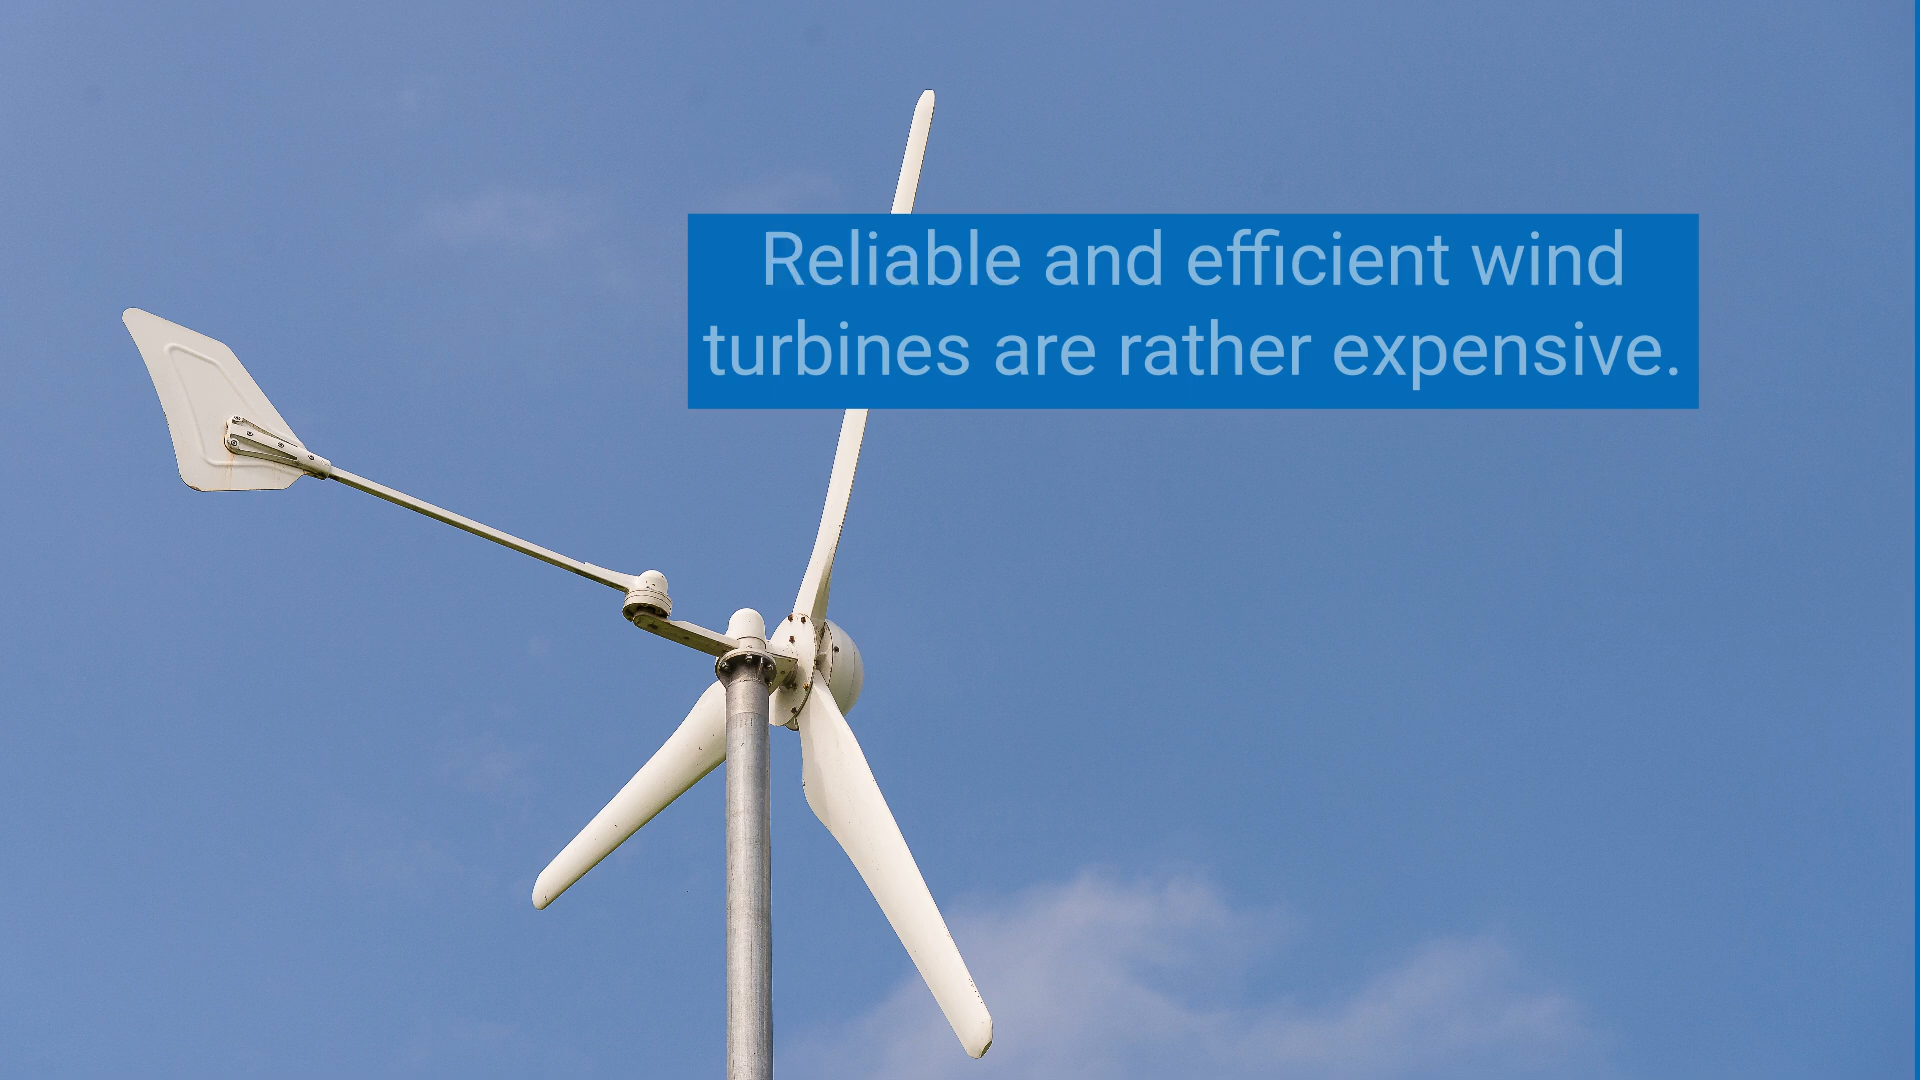 Reliable and efficient wind
turbines are rather expensive.